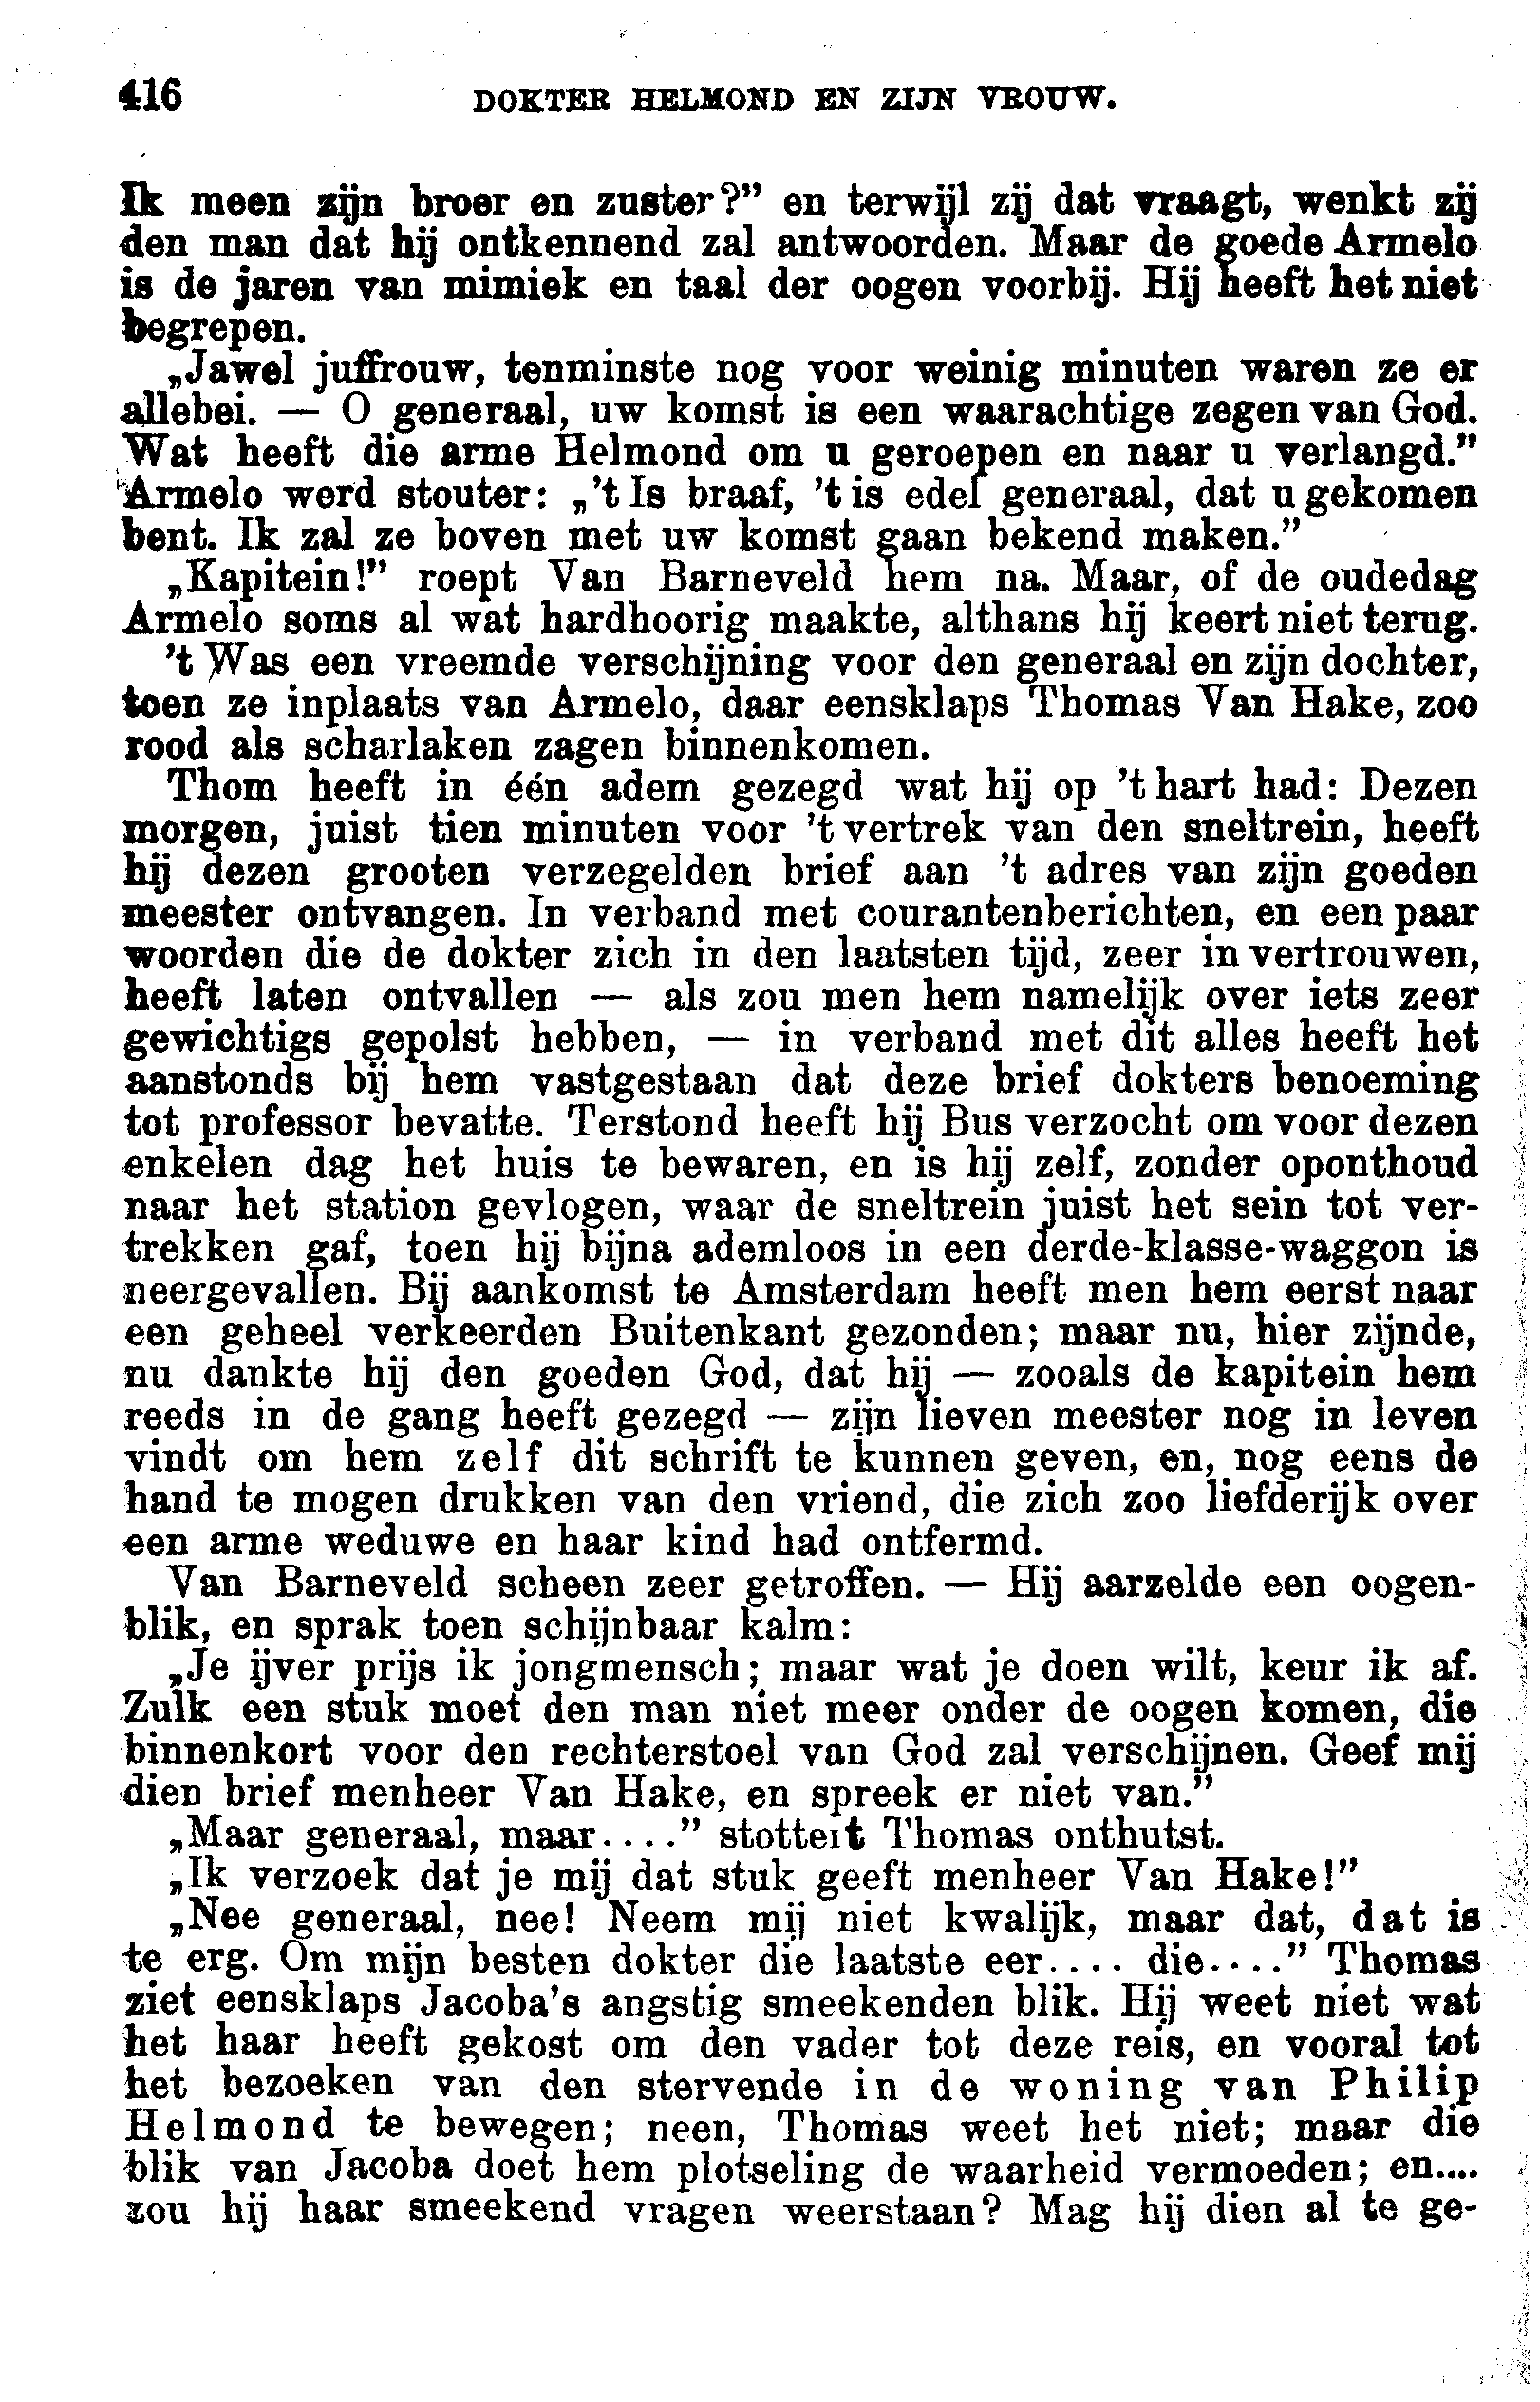 416 DOKTER HELMOND EN ZIJN VROUW.
Ik meen zijn broer en zuster?” en terwijl zij dat vraagt, wenkt zij
den man dat hij ontkennend zal antwoorden. Maar de goede Armelo
is de jaren van mimiek en taal der oogen voorbij. Hij heeft het niet
begrepen.
„Jawel juffrouw, tenminste nog voor weinig minuten waren ze er
allebei. — O generaal, uw komst is een waarachtige zegen van God.
Wat heeft die arme Helmond om u geroepen en naar u verlangd.”
Armelo werd stouter: „'t Is braaf, 't is edel generaal, dat u gekomen
bent. Ik zal ze boven met uw komst gaan bekend maken.”
„Kapitein!” roept Van Barneveld hem na. Maar, of de oudedag
Armelo soms al wat hardhoorig maakte, althans hij keert niet terug.
't Was een vreemde verschijning voor den generaal en zijn dochter,
toen ze inplaats van Armelo, daar eensklaps Thomas Van Hake, zoo
rood als scharlaken zagen binnenkomen.
Thom heeft in één adem gezegd wat hij op 't hart had: Dezen
morgen, juist tien minuten voor 't vertrek van den sneltrein, heeft
hij dezen grooten verzegelden brief aan 't adres van zijn goeden
meester ontvangen. In verband met courantenberichten, en een paar
woorden die de dokter zich in den laatsten tijd, zeer in vertrouwen,
heeft laten ontvallen — als zou men hem namelijk over iets zeer
gewichtigs gepolst hebben, — in verband met dit alles heeft het
aanstonds bij hem vastgestaan dat deze brief dokters benoeming
tot professor bevatte. Terstond heeft hij Bus verzocht om voor dezen
enkelen dag het huis te bewaren, en is hij zelf, zonder oponthoud
naar het station gevlogen, waar de sneltrein juist het sein tot ver-
trekken gaf, toen hij bijna ademloos in een derde-klasse-waggon is
neergevallen. Bij aankomst te Amsterdam heeft men hem eerst naar
een geheel verkeerden Buitenkant gezonden; maar nu, hier zijnde,
nu dankte hij den goeden God, dat hij — zooals de kapitein hem
reeds in de gang heeft gezegd — zijn lieven meester nog in leven
vindt om hem zelf dit schrift te kunnen geven, en, nog eens de
hand te mogen drukken van den vriend, die zich zoo liefderijk over
een arme weduwe en haar kind had ontfermd.
Van Barneveld scheen zeer getroffen. — Hij aarzelde een oogen-
blik, en sprak toen schijnbaar kalm:
„Je ijver prijs ik jongmensch; maar wat je doen wilt, keur ik af.
Zulk een stuk moet den man niet meer onder de oogen komen, die
binnenkort voor den rechterstoel van God zal verschijnen. Geef mij
dien brief menheer Van Hake, en spreek er niet van.”
„Maar generaal, maar....” stottert Thomas onthutst.
„Ik verzoek dat je mij dat stuk geeft menheer Van Hake!”
„Nee generaal, nee! Neem mij niet kwalijk, maar dat, dat is
te erg. Om mijn besten dokter die laatste eer.... die....” Thomas
ziet eensklaps Jacoba's angstig smeekenden blik. Hij weet niet wat
het haar heeft gekost om den vader tot deze reis, en vooral tot
het bezoeken van den stervende in de woning van Philip
Helmond te bewegen; neen, Thomas weet het niet; maar die
blik van Jacoba doet hem plotseling de waarheid vermoeden; en....
zou hij haar smeekend vragen weerstaan? Mag hij dien al te ge-